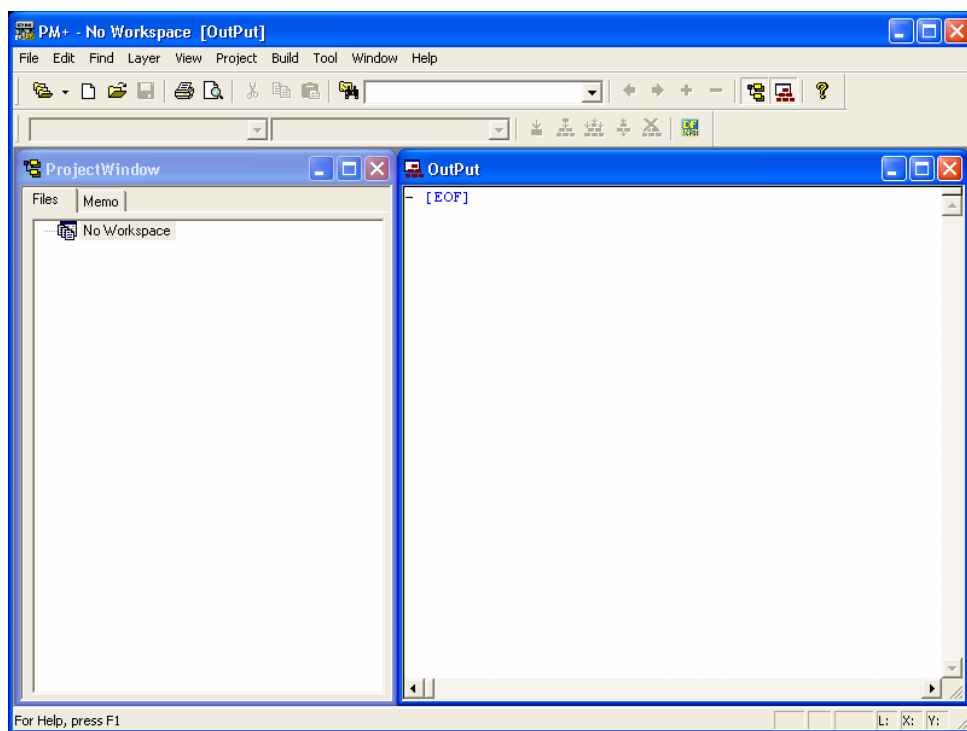 PM+ - No Workspace [OutPut]
File Edit Find Layer View Project Build Tool Window Help
ProjectWindow
Files Memo
No Workspace
OutPut
[EOF]
For Help, press F1
L: X: Y: